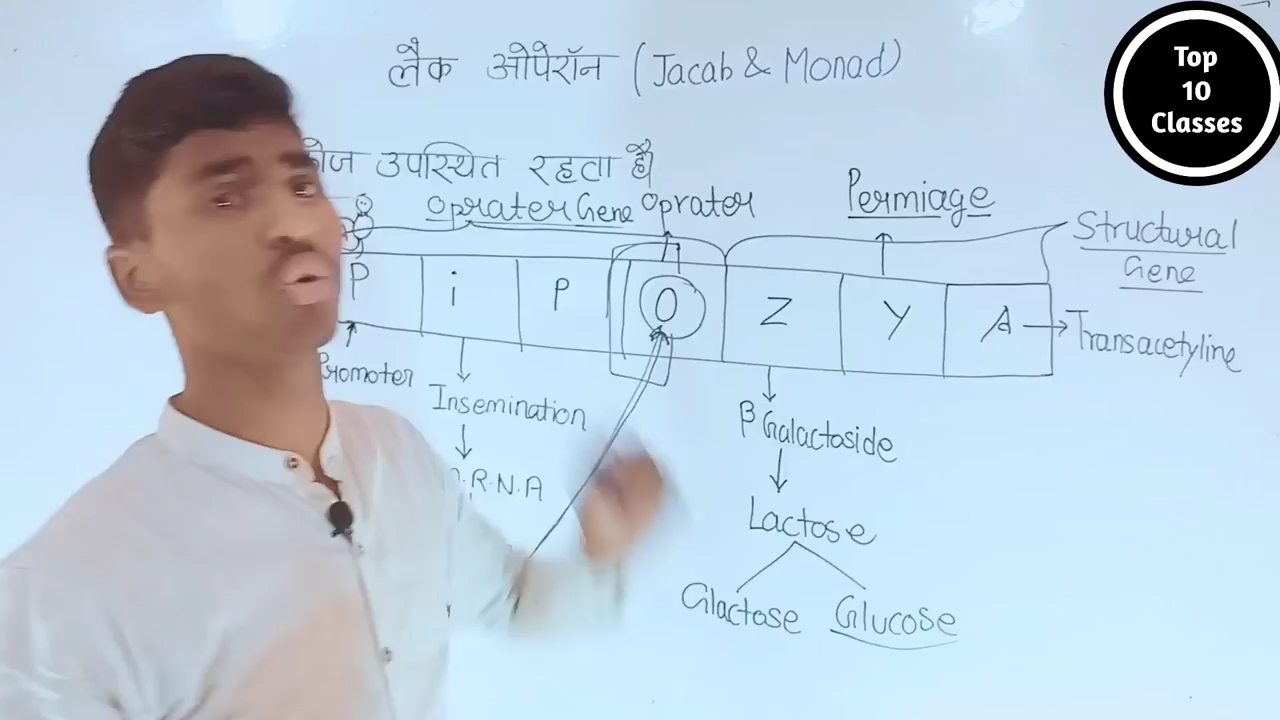 लैक ओपेरॉन (Jacab & Monad)
Top
10
Classes
उपस्थित रहता है।
Oprater Gene Oprater Permiage
Structural
Gene
P i P O Z Y A
Transacetyline
Promoter
Insemination
R.N.A
β Galactoside
Lactose
Glactose Glucose